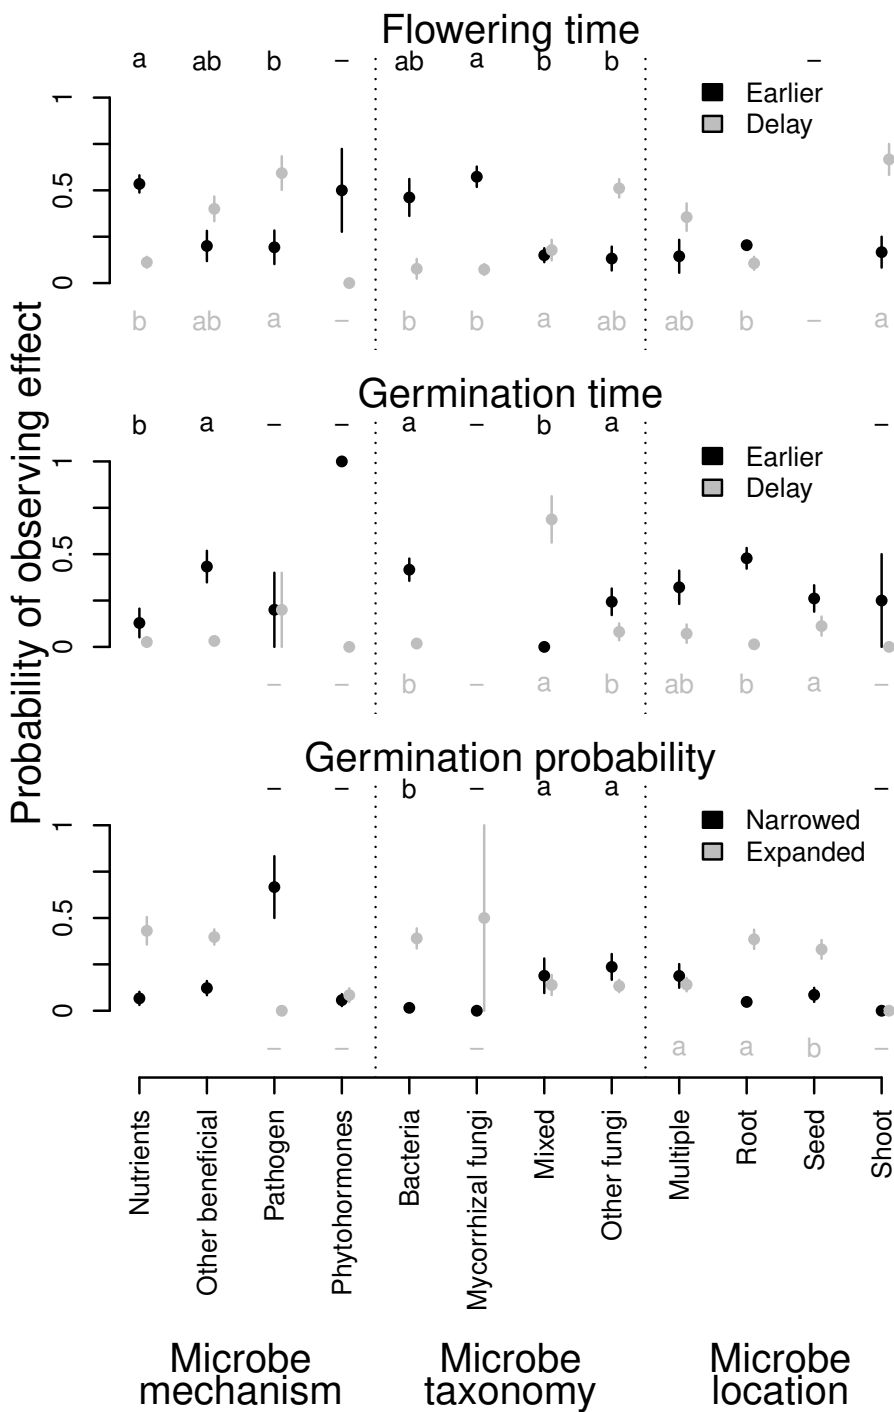 Flowering time
a ab b – ab a b b –
Earlier
Delay
1
0.5
0
b ab a – b b a ab ab b – a
Probability of observing effect
Germination time
b a – – a – b a –
Earlier
Delay
1
0.5
0
– – b – a b ab b a –
Germination probability
– – b – a a –
Narrowed
Expanded
1
0.5
0
– – – a a b –
Nutrients
Other beneficial
Pathogen
Phytohormones
Bacteria
Mycorrhizal fungi
Mixed
Other fungi
Multiple
Root
Seed
Shoot
Microbe
mechanism
Microbe
taxonomy
Microbe
location